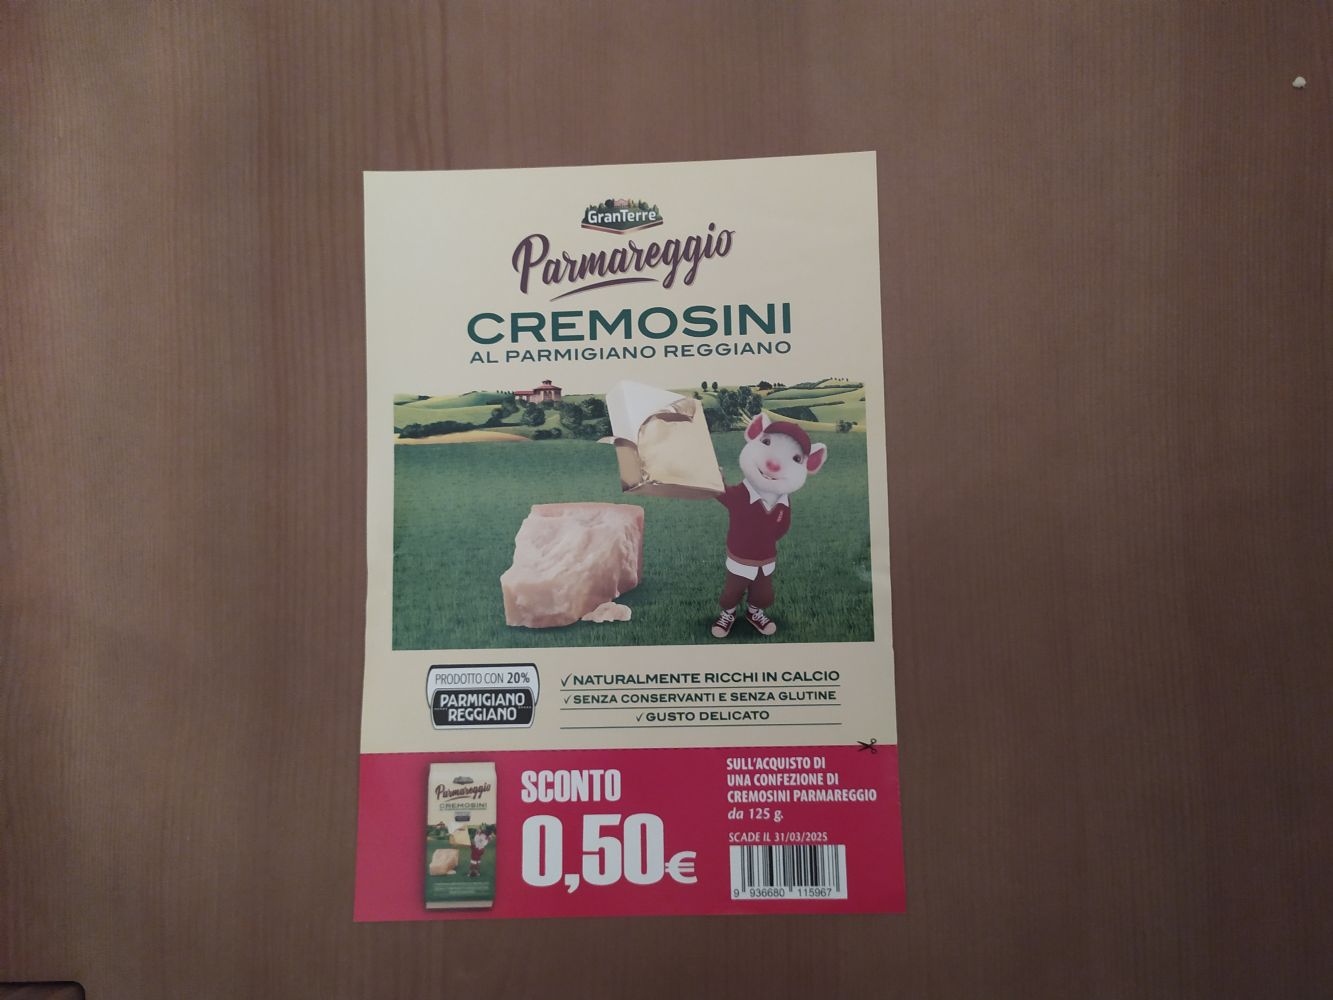 GranTerre
Parmareggio
CREMOSINI
AL PARMIGIANO REGGIANO
PRODOTTO CON 20%
PARMIGIANO
REGGIANO
✓ NATURALMENTE RICCHI IN CALCIO
✓ SENZA CONSERVANTI E SENZA GLUTINE
✓ GUSTO DELICATO
Parmareggio
CREMOSINI
SCONTO
0,50€
SULL'ACQUISTO DI
UNA CONFEZIONE DI
CREMOSINI PARMAREGGIO
da 125 g.
SCADE IL 31/03/2025
9 936680 115967